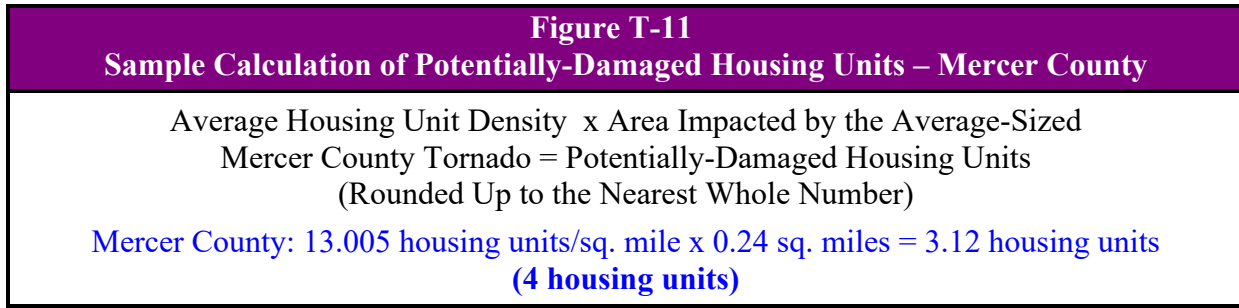 Figure T-11
Sample Calculation of Potentially-Damaged Housing Units – Mercer County
Average Housing Unit Density x Area Impacted by the Average-Sized
Mercer County Tornado = Potentially-Damaged Housing Units
(Rounded Up to the Nearest Whole Number)
Mercer County: 13.005 housing units/sq. mile x 0.24 sq. miles = 3.12 housing units
(4 housing units)